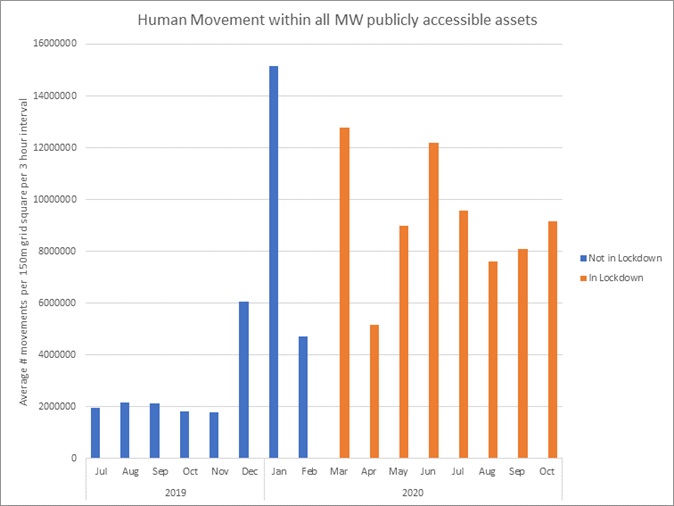 Human Movement within all MW publicly accessible assets
Average # movements per 150m grid square per 3 hour interval
16000000
14000000
12000000
10000000
8000000
6000000
4000000
2000000
0
Jul Aug Sep Oct Nov Dec Jan Feb Mar Apr May Jun Jul Aug Sep Oct
2019 2020
Not in Lockdown
In Lockdown